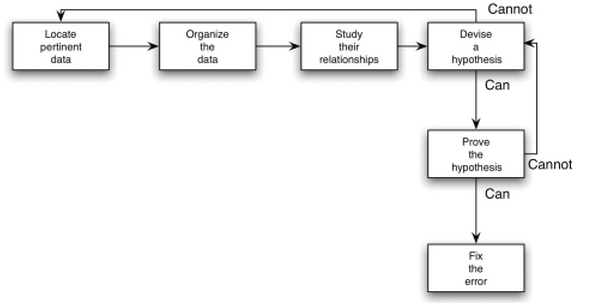 Cannot
Locate
pertinent
data
Organize
the
data
Study
their
relationships
Devise
a
hypothesis
Can
Prove
the
hypothesis
Cannot
Can
Fix
the
error